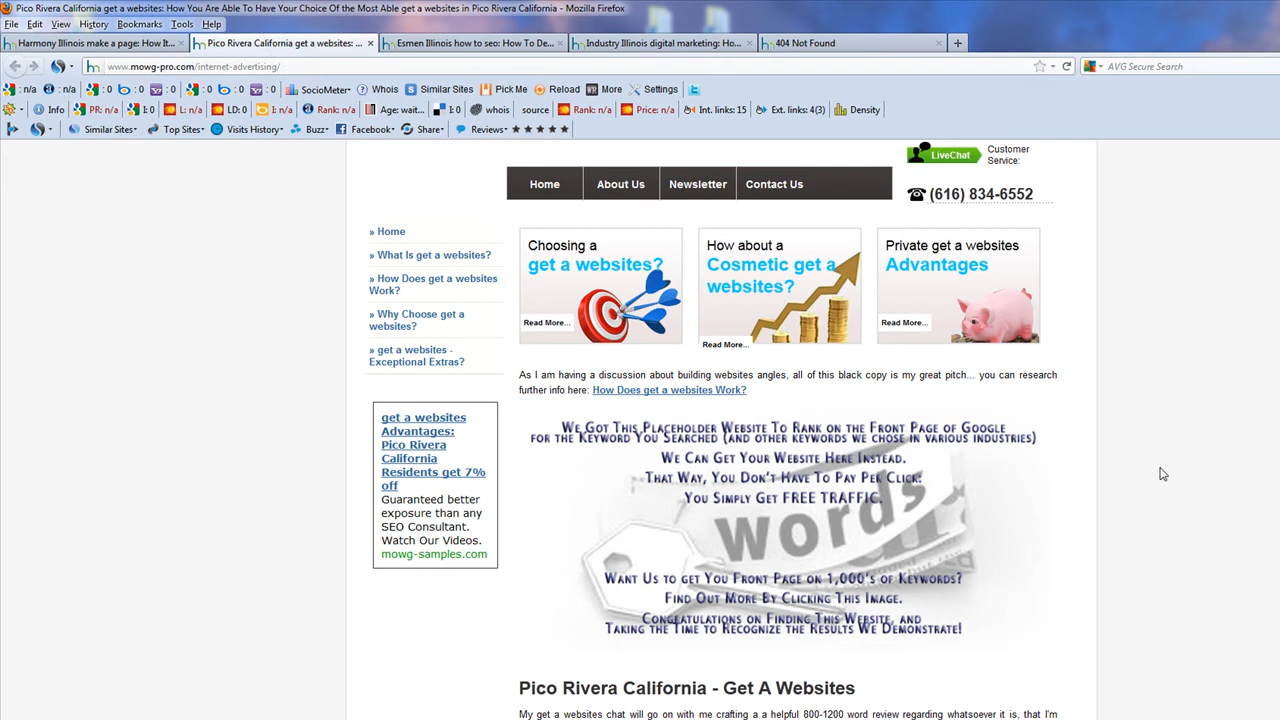 Pico Rivera California get a websites: How You Are Able To Have Your Choice Of the Most Able get a websites in Pico Rivera California - Mozilla Firefox
File Edit View History Bookmarks Tools Help
Harmony Illinois make a page: How It... × Pico Rivera California get a websites: ... × Esmen Illinois how to seo: How To De... × Industry Illinois digital marketing: Ho... × 404 Not Found × +
www.mowg-pro.com/internet-advertising/ AVG Secure Search
: n/a : n/a : 0 : 0 : 0 : 0 : 0 : 0 SocioMeter Whois Similar Sites Pick Me Reload More Settings
Info PR: n/a I: 0 L: n/a LD: 0 I: n/a Rank: n/a Age: wait... I: 0 whois source Rank: n/a Price: n/a Int. links: 15 Ext. links: 4(3) Density
Similar Sites Top Sites Visits History Buzz Facebook Share Reviews
LiveChat Customer
Service:
Home About Us Newsletter Contact Us
(616) 834-6552
» Home
» What Is get a websites?
» How Does get a websites
Work?
» Why Choose get a
websites?
» get a websites -
Exceptional Extras?
Choosing a
get a websites?
Read More...
How about a
Cosmetic get a
websites?
Read More...
Private get a websites
Advantages
Read More...
As I am having a discussion about building websites angles, all of this black copy is my great pitch... you can research
further info here: How Does get a websites Work?
get a websites
Advantages:
Pico Rivera
California
Residents get 7%
off
Guaranteed better
exposure than any
SEO Consultant.
Watch Our Videos.
mowg-samples.com
We Got This Placeholder Website To Rank on the Front Page of Google
for the Keyword You Searched (and other keywords we chose in various industries)
We Can Get Your Website Here Instead.
That Way, You Don't Have To Pay Per Click:
You Simply Get FREE TRAFFIC.
words
Want Us to get You Front Page on 1,000's of Keywords?
Find Out More By Clicking This Image.
Congratulations on Finding This Website, and
Taking the Time to Recognize the Results We Demonstrate!
Pico Rivera California - Get A Websites
My get a websites chat will go on with me crafting a a helpful 800-1200 word review regarding whatsoever it is, that I'm